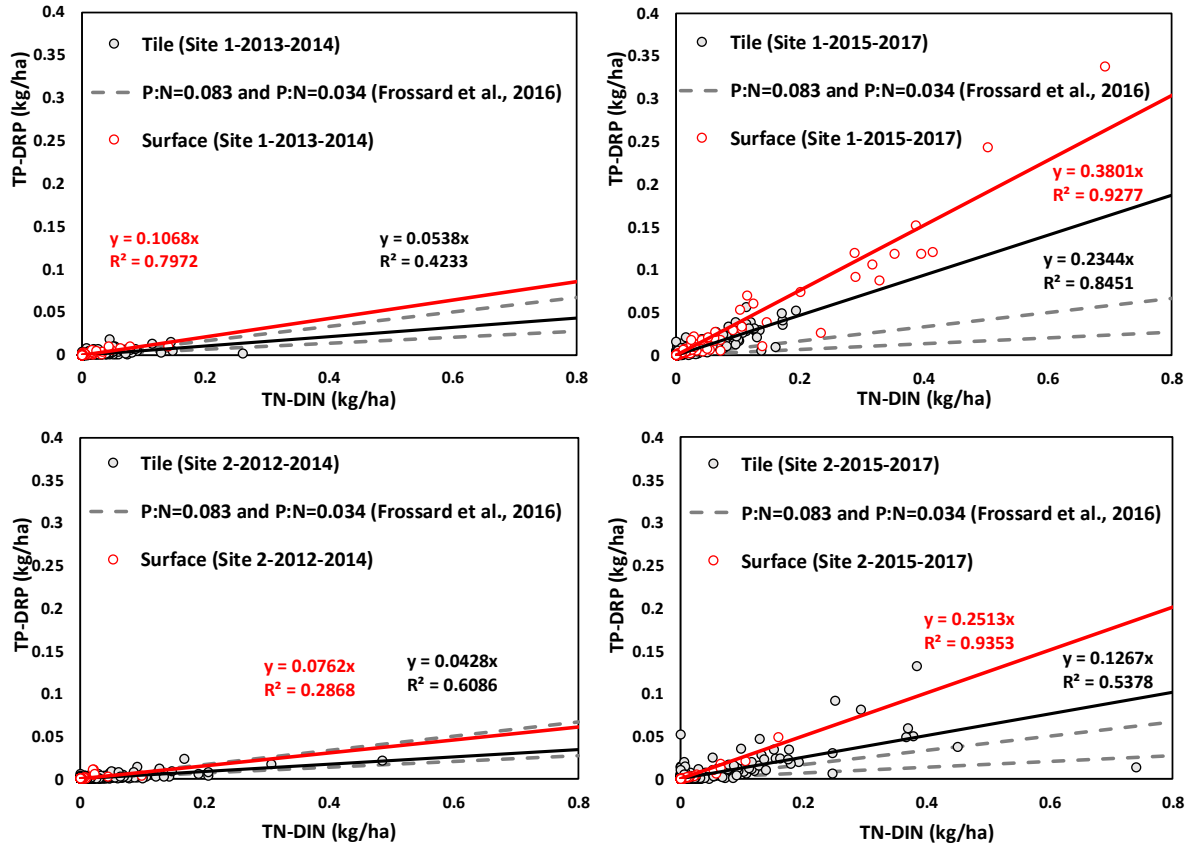 0.4
0.35
0.3
0.25
0.2
0.15
0.1
0.05
0
TP-DRP (kg/ha)
Tile (Site 1-2013-2014)
P:N=0.083 and P:N=0.034 (Frossard et al., 2016)
Surface (Site 1-2013-2014)
y = 0.1068x
R² = 0.7972
y = 0.0538x
R² = 0.4233
0 0.2 0.4 0.6 0.8
TN-DIN (kg/ha)
0.4
0.35
0.3
0.25
0.2
0.15
0.1
0.05
0
TP-DRP (kg/ha)
Tile (Site 1-2015-2017)
P:N=0.083 and P:N=0.034 (Frossard et al., 2016)
Surface (Site 1-2015-2017)
y = 0.3801x
R² = 0.9277
y = 0.2344x
R² = 0.8451
0 0.2 0.4 0.6 0.8
TN-DIN (kg/ha)
0.4
0.35
0.3
0.25
0.2
0.15
0.1
0.05
0
TP-DRP (kg/ha)
Tile (Site 2-2012-2014)
P:N=0.083 and P:N=0.034 (Frossard et al., 2016)
Surface (Site 2-2012-2014)
y = 0.0762x
R² = 0.2868
y = 0.0428x
R² = 0.6086
0 0.2 0.4 0.6 0.8
TN-DIN (kg/ha)
0.4
0.35
0.3
0.25
0.2
0.15
0.1
0.05
0
TP-DRP (kg/ha)
Tile (Site 2-2015-2017)
P:N=0.083 and P:N=0.034 (Frossard et al., 2016)
Surface (Site 2-2015-2017)
y = 0.2513x
R² = 0.9353
y = 0.1267x
R² = 0.5378
0 0.2 0.4 0.6 0.8
TN-DIN (kg/ha)